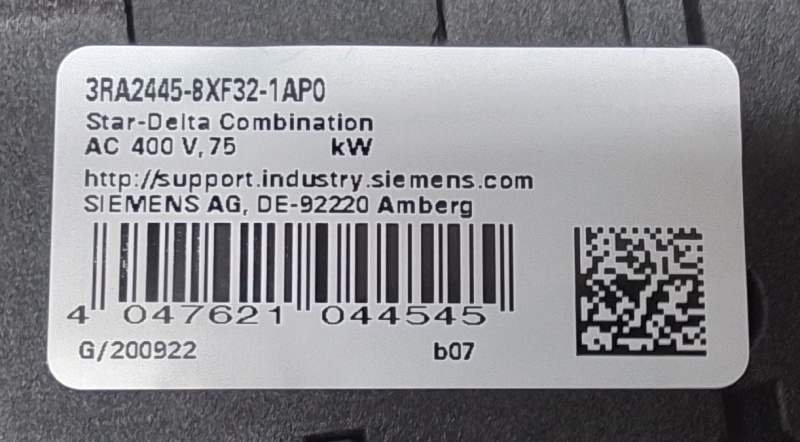 3RA2445-8XF32-1AP0
Star-Delta Combination
AC 400 V, 75 kW
http://support.industry.siemens.com
SIEMENS AG, DE-92220 Amberg
4 047621 044545
G/200922 b07